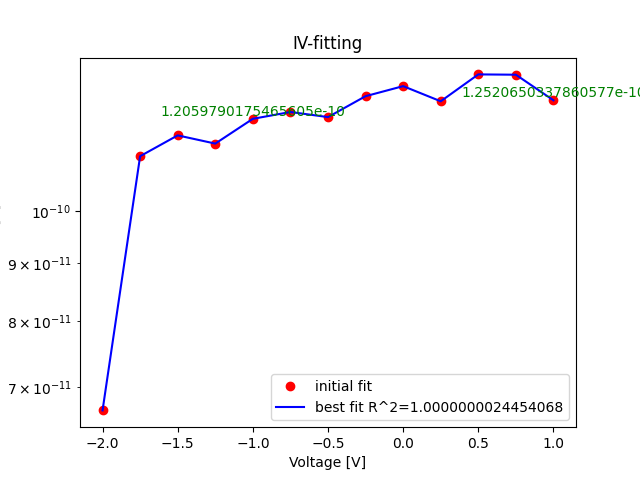 IV-fitting
1.2059790175465605e-10
1.2520650337860577e-10
10⁻¹⁰
9 × 10⁻¹¹
8 × 10⁻¹¹
7 × 10⁻¹¹
initial fit
best fit R^2=1.0000000024454068
−2.0 −1.5 −1.0 −0.5 0.0 0.5 1.0
Voltage [V]